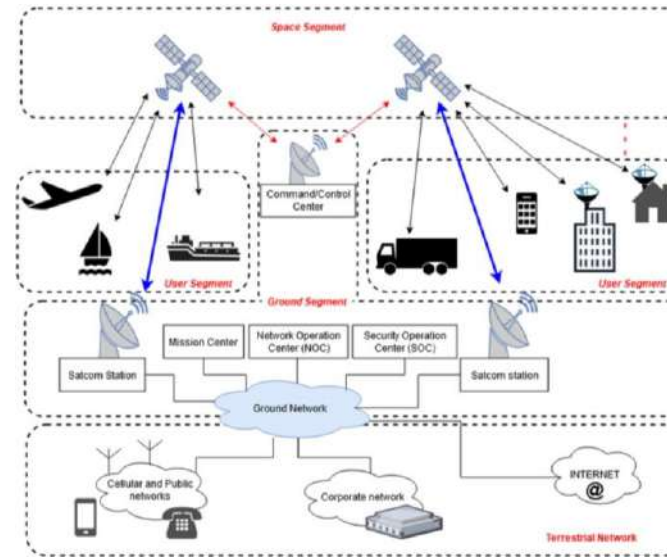 Space Segment
Command/Control
Center
User Segment
User Segment
Ground Segment
Mission Center
Network Operation
Center (NOC)
Security Operation
Center (SOC)
Satcom Station
Satcom station
Ground Network
Cellular and Public
networks
Corporate network
INTERNET
@
Terrestrial Network